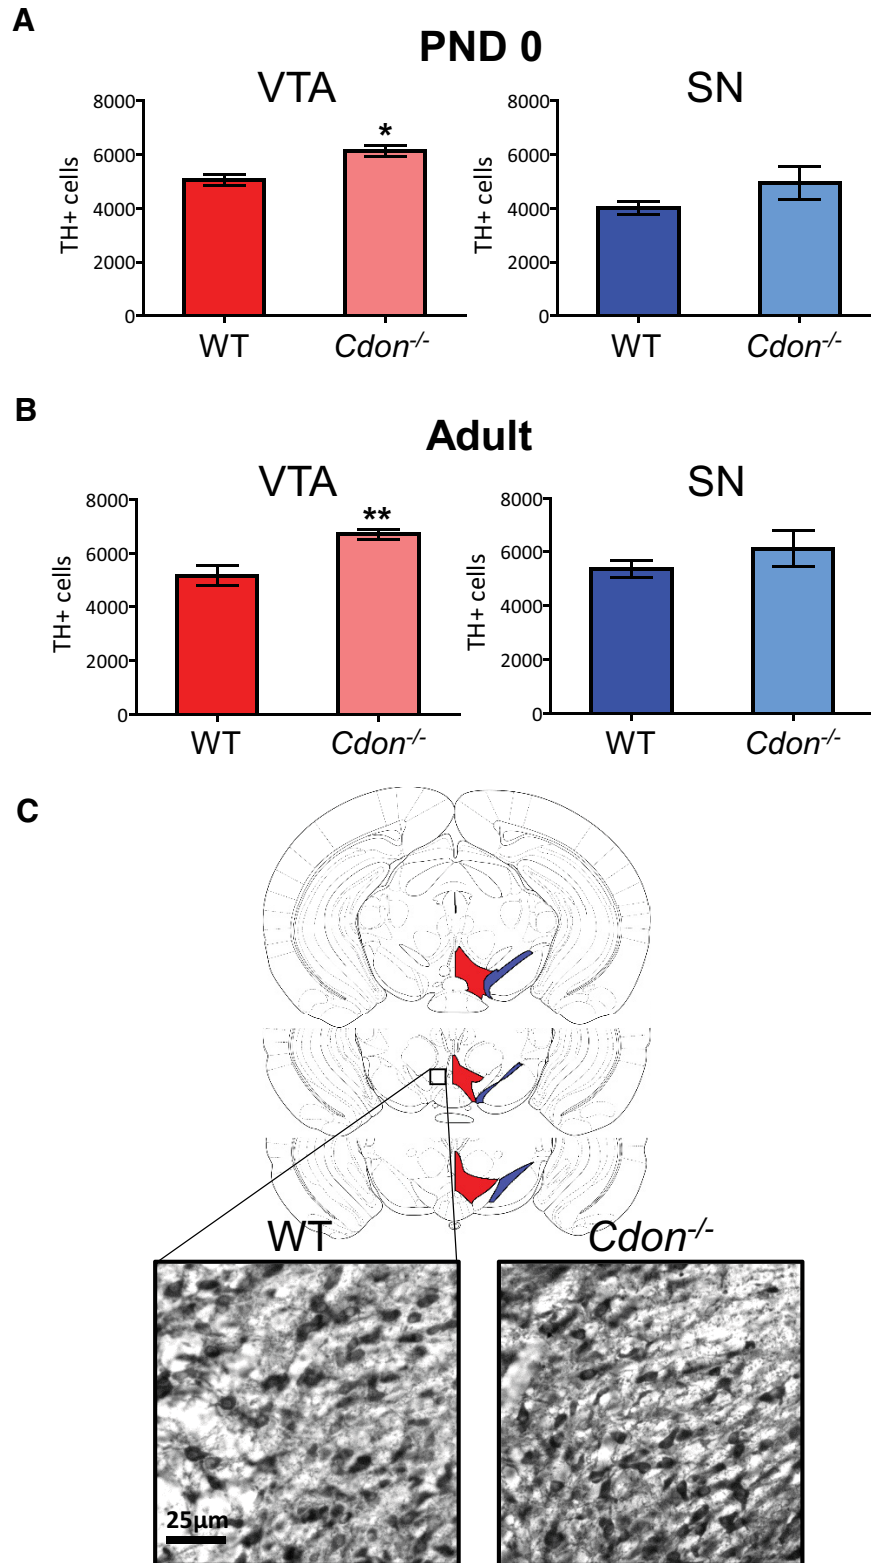 A
PND 0
VTA
SN
8000
6000
4000
2000
0
TH+ cells
*
WT
Cdon-/-
8000
6000
4000
2000
0
TH+ cells
WT
Cdon-/-
B
Adult
VTA
SN
8000
6000
4000
2000
0
TH+ cells
**
WT
Cdon-/-
8000
6000
4000
2000
0
TH+ cells
WT
Cdon-/-
C
WT
Cdon-/-
25μm